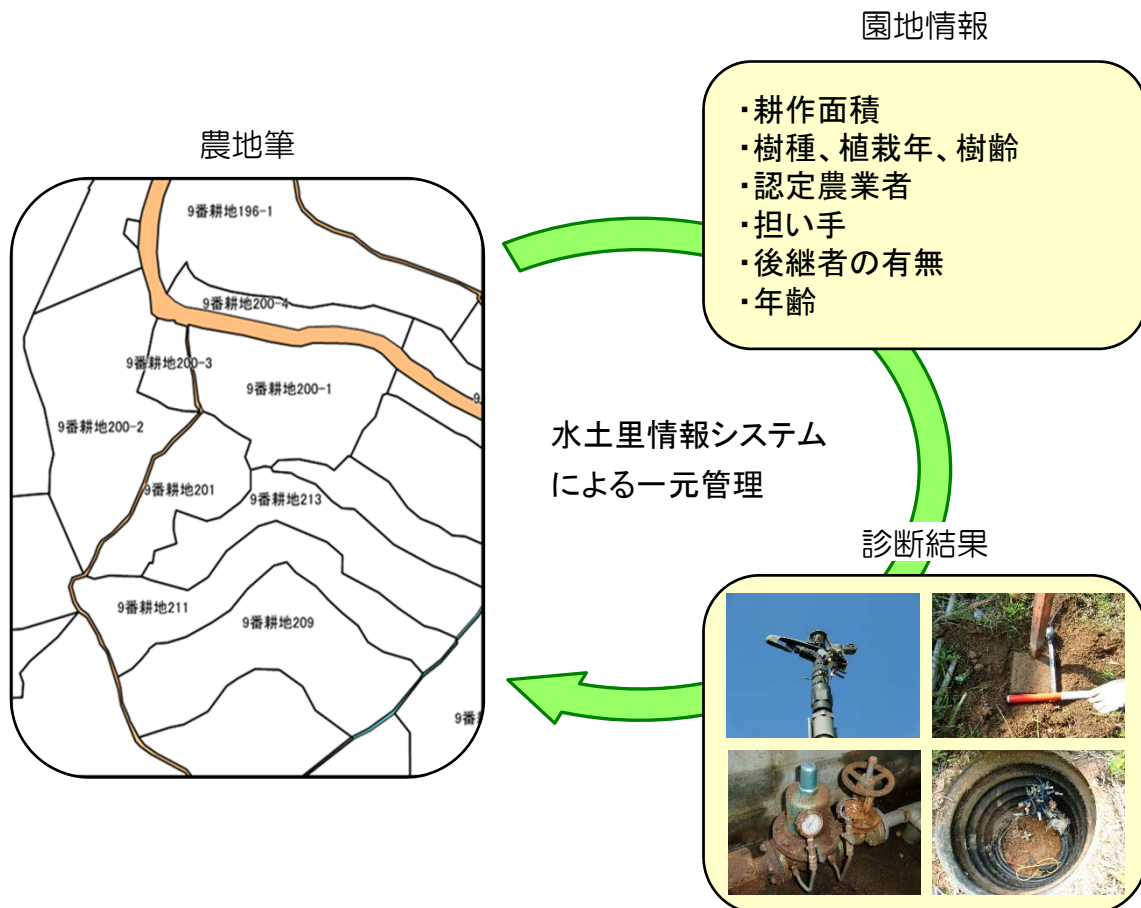 園地情報
・耕作面積
・樹種、植栽年、樹齢
・認定農業者
・担い手
・後継者の有無
・年齢
農地筆
9番耕地196-1
9番耕地200-4
9番耕地200-3
9番耕地200-1
9番耕地200-2
9番耕地201
9番耕地213
9番耕地211
9番耕地209
9番
水土里情報システム
による一元管理
診断結果